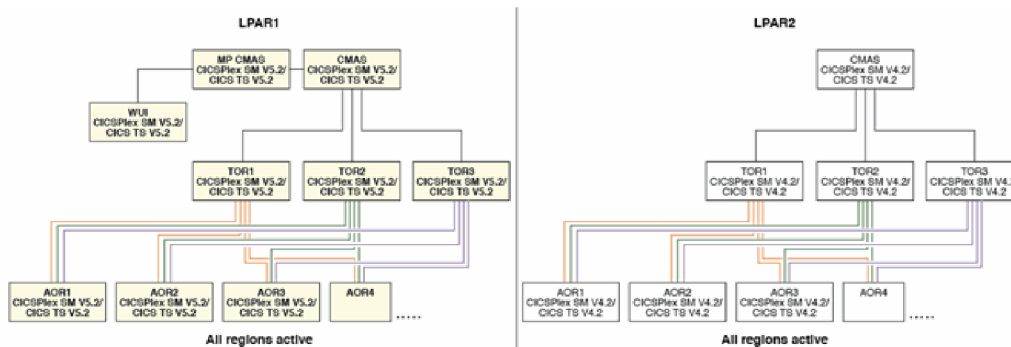 LPAR1
MP CMAS
CICSPlex SM V5.2/
CICS TS V5.2
CMAS
CICSPlex SM V5.2/
CICS TS V5.2
WUI
CICSPlex SM V5.2/
CICS TS V5.2
TOR1
CICSPlex SM V5.2/
CICS TS V5.2
TOR2
CICSPlex SM V5.2/
CICS TS V5.2
TOR3
CICSPlex SM V5.2/
CICS TS V5.2
AOR1
CICSPlex SM V5.2/
CICS TS V5.2
AOR2
CICSPlex SM V5.2/
CICS TS V5.2
AOR3
CICSPlex SM V5.2/
CICS TS V5.2
AOR4
.....
All regions active
LPAR2
CMAS
CICSPlex SM V4.2/
CICS TS V4.2
TOR1
CICSPlex SM V4.2/
CICS TS V4.2
TOR2
CICSPlex SM V4.2/
CICS TS V4.2
TOR3
CICSPlex SM V4.2/
CICS TS V4.2
AOR1
CICSPlex SM V4.2/
CICS TS V4.2
AOR2
CICSPlex SM V4.2/
CICS TS V4.2
AOR3
CICSPlex SM V4.2/
CICS TS V4.2
AOR4
.....
All regions active